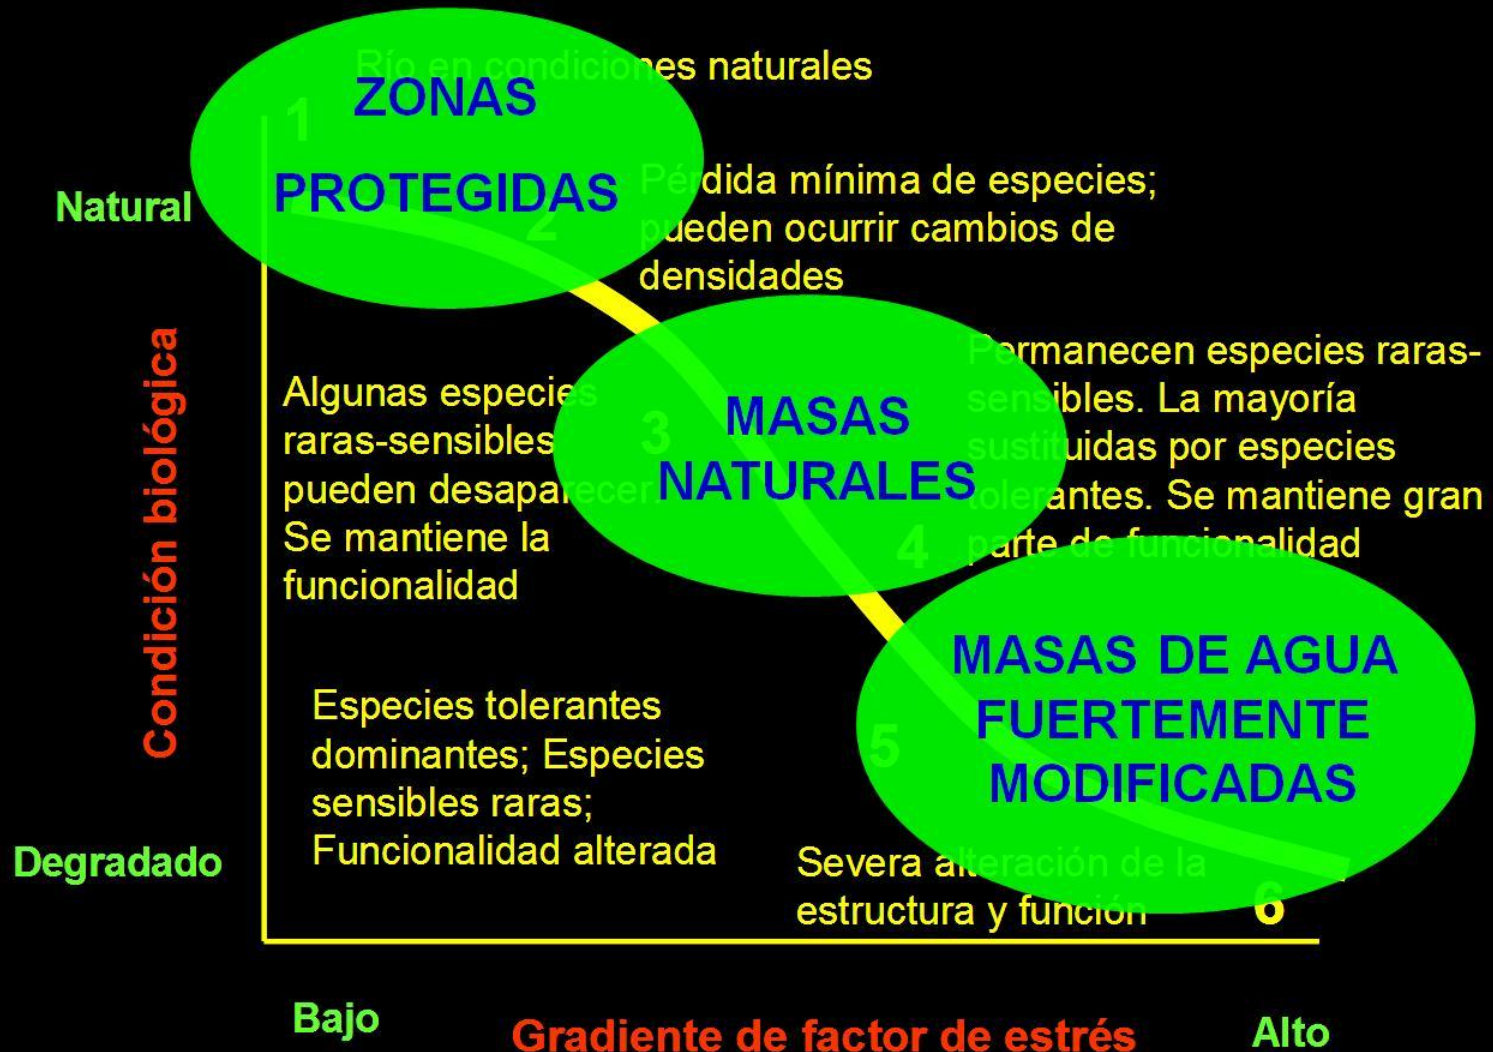 Río en condiciones naturales
1
ZONAS
PROTEGIDAS
Natural
2
Pérdida mínima de especies;
pueden ocurrir cambios de
densidades
Condición biológica
Algunas especies
raras-sensibles
pueden desaparecer.
Se mantiene la
funcionalidad
3
MASAS
NATURALES
Permanecen especies raras-
sensibles. La mayoría
sustituidas por especies
tolerantes. Se mantiene gran
parte de funcionalidad
4
MASAS DE AGUA
FUERTEMENTE
MODIFICADAS
5
Especies tolerantes
dominantes; Especies
sensibles raras;
Funcionalidad alterada
Degradado
Severa alteración de la
estructura y función
6
Bajo
Gradiente de factor de estrés
Alto